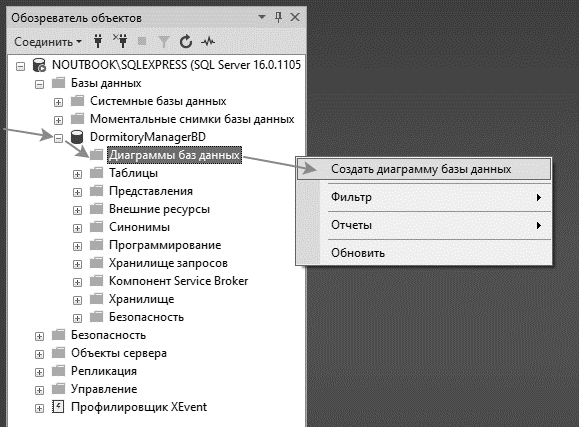 Обозреватель объектов
Соединить
NOUTBOOK\SQLEXPRESS (SQL Server 16.0.1105
Базы данных
Системные базы данных
Моментальные снимки базы данных
DormitoryManagerBD
Диаграммы баз данных
Создать диаграмму базы данных
Таблицы
Представления
Фильтр
Внешние ресурсы
Синонимы
Отчеты
Программирование
Обновить
Хранилище запросов
Компонент Service Broker
Хранилище
Безопасность
Безопасность
Объекты сервера
Репликация
Управление
Профилировщик XEvent